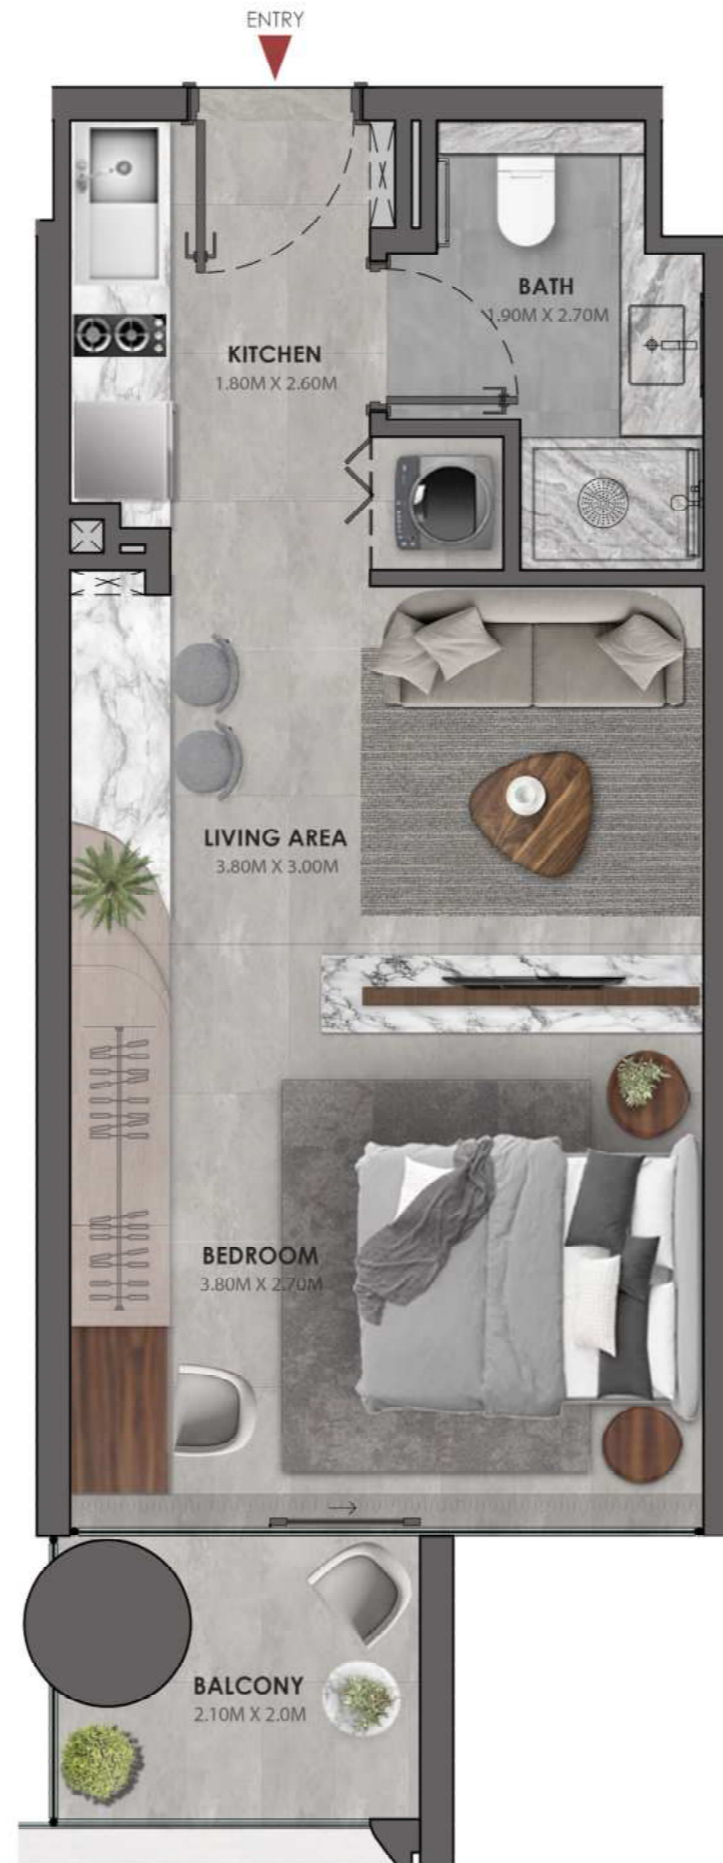 ENTRY
BATH
1.90M X 2.70M
KITCHEN
1.80M X 2.60M
LIVING AREA
3.80M X 3.00M
BEDROOM
3.80M X 2.70M
BALCONY
2.10M X 2.0M